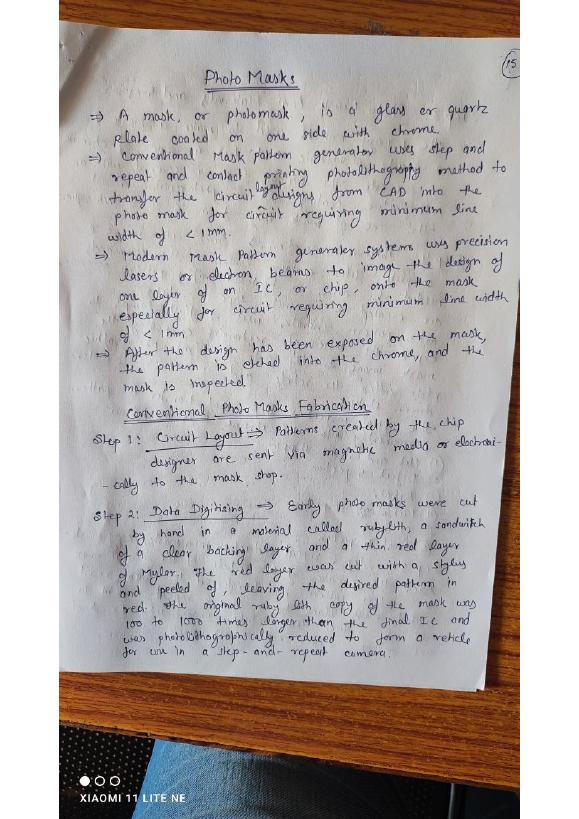 15
Photo Masks
⇒ A mask, or photomask, is a glass or quartz
plate coated on one side with chrome
⇒ Conventional Mask pattern generator uses step and
repeat and contact printing photolithography method to
transfer the circuit layout designs from CAD into the
photo mask for circuit requiring minimum line
width of < 1mm.
⇒ Modern Mask Pattern generater systems uses precision
lasers or electron beams to image the design of
one layer of an IC, or chip, onto the mask
especially for circuit requiring minimum line width
of < 1mm
⇒ After the design has been exposed on the mask,
the pattern is etched into the chrome, and the
mask is inspected
Conventional Photo Masks Fabrication
Step 1: Circuit Layout ⇒ Patterns created by the chip
designer are sent via magnetic media or electroni-
- cally to the mask shop.
Step 2: Data Digitising ⇒ Early photo masks were cut
by hand in a material called rubylith, a sandwitch
of a clear backing layer, and a thin red layer
of Mylar. The red layer was cut with a stylus
and peeled of, leaving the desired pattern in
red. The original ruby lith copy of the mask was
100 to 1000 times larger than the final IC and
was photolithographically reduced to form a reticle
for use in a step-and-repeat camera.
XIAOMI 11 LITE NE